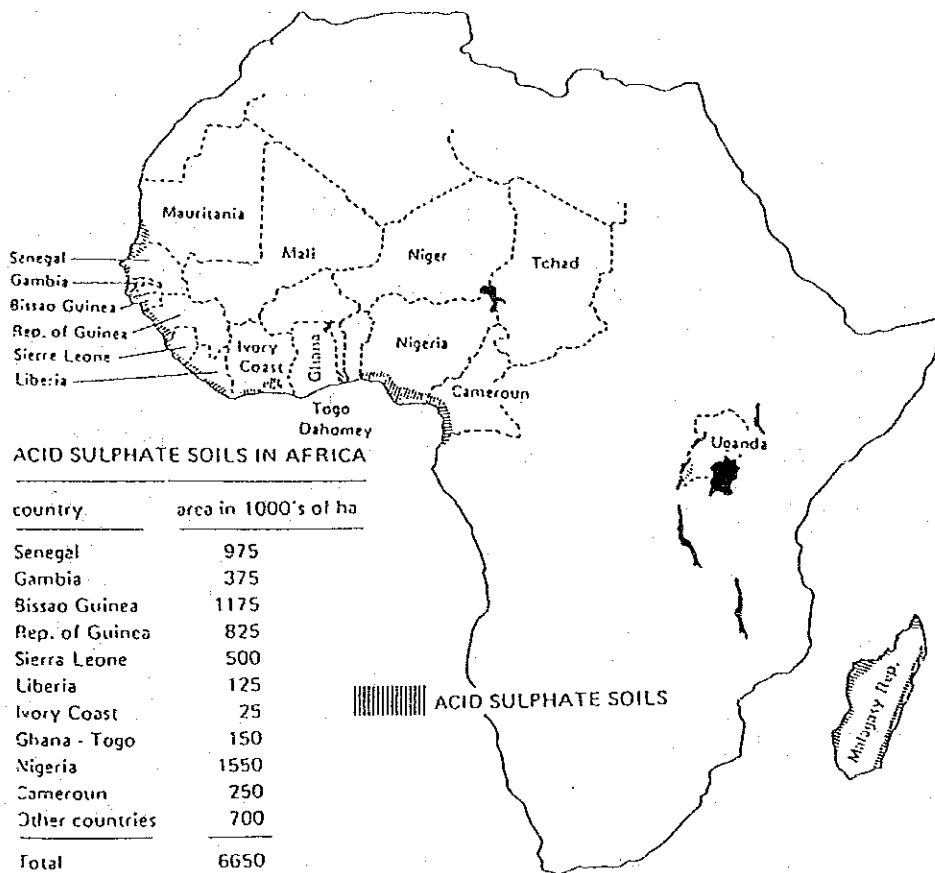 Mauritania
Mali
Niger
Tchad
Senegal
Gambia
Bissao Guinea
Rep. of Guinea
Sierre Leone
Liberia
Ivory
Coast
Ghana
Nigeria
Togo
Dahomey
Cameroun
Uganda
Malagasy Rep.
ACID SULPHATE SOILS IN AFRICA
country area in 1000's of ha
Senegal 975
Gambia 375
Bissao Guinea 1175
Rep. of Guinea 825
Sierra Leone 500
Liberia 125
Ivory Coast 25
Ghana - Togo 150
Nigeria 1550
Cameroun 250
Other countries 700
Total 6650
ACID SULPHATE SOILS